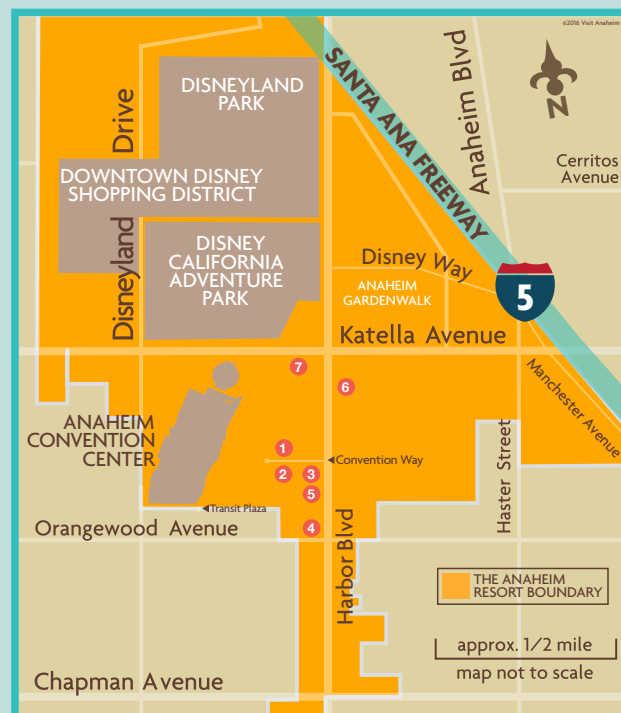 ©2016 Visit Anaheim
SANTA ANA FREEWAY
Anaheim Blvd
N
DISNEYLAND
PARK
Disneyland Drive
Cerritos
Avenue
DOWNTOWN DISNEY
SHOPPING DISTRICT
DISNEY
CALIFORNIA
ADVENTURE
PARK
Disney Way
ANAHEIM
GARDENWALK
5
Katella Avenue
7
6
Manchester Avenue
ANAHEIM
CONVENTION
CENTER
1
Convention Way
2
3
5
Haster Street
Transit Plaza
Orangewood Avenue
4
Harbor Blvd
THE ANAHEIM
RESORT BOUNDARY
approx. 1/2 mile
map not to scale
Chapman Avenue